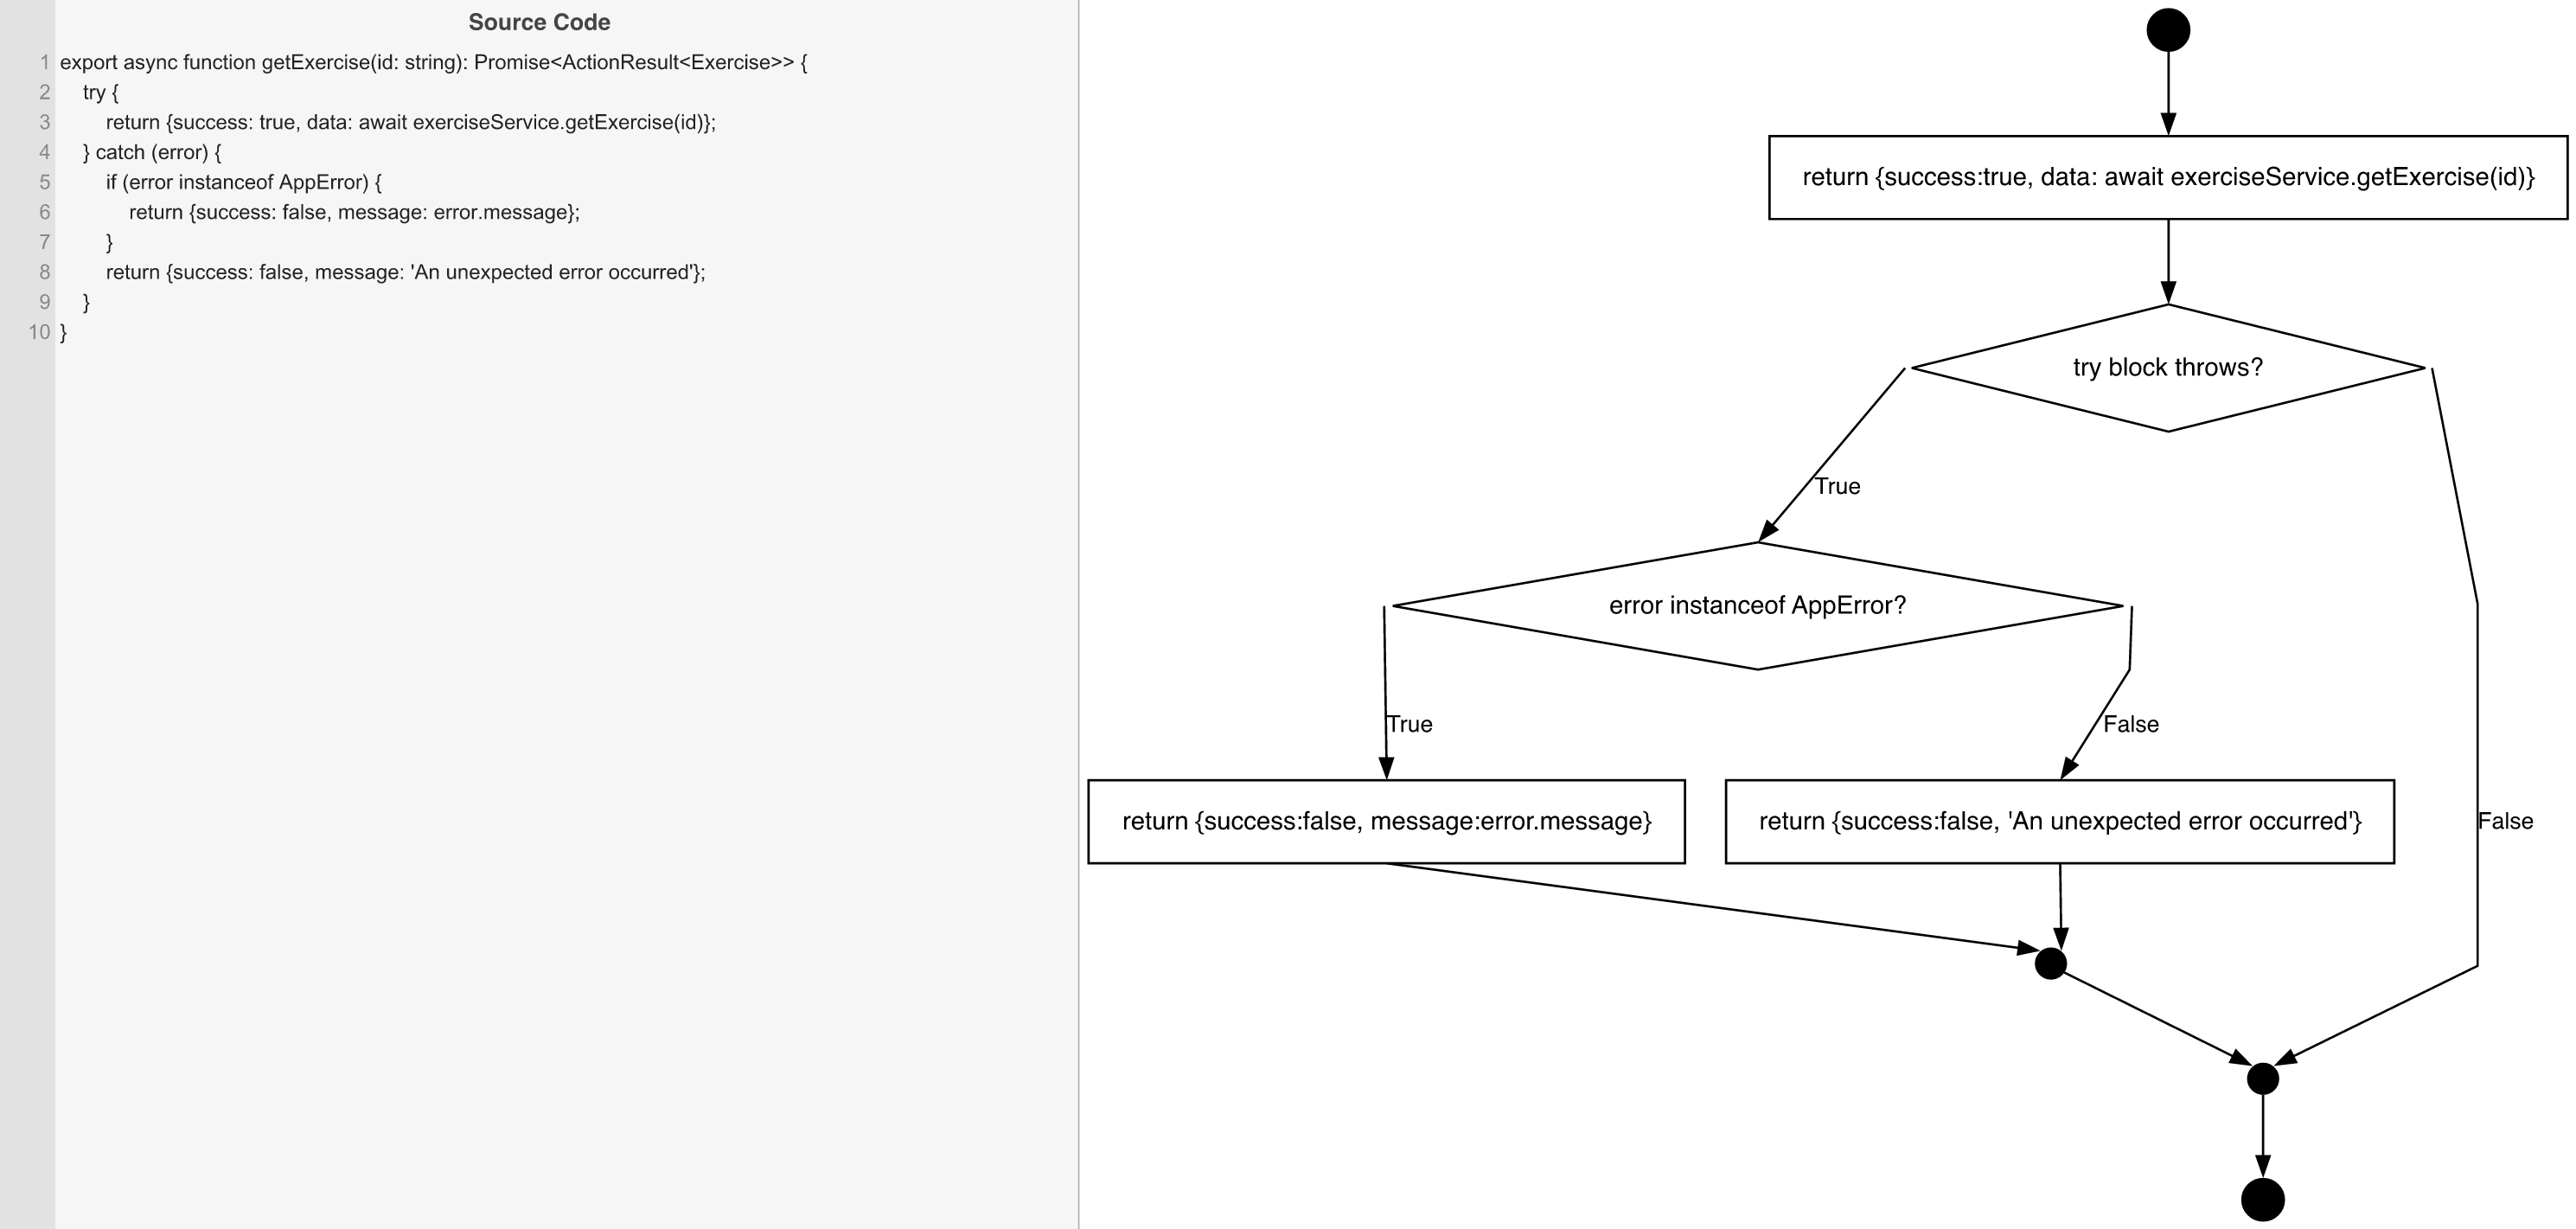 Source Code
1 export async function getExercise(id: string): Promise<ActionResult<Exercise>> {
2 try {
3 return {success: true, data: await exerciseService.getExercise(id)};
4 } catch (error) {
5 if (error instanceof AppError) {
6 return {success: false, message: error.message};
7 }
8 return {success: false, message: 'An unexpected error occurred'};
9 }
10 }
return {success:true, data: await exerciseService.getExercise(id)}
try block throws?
True
error instanceof AppError?
True
False
return {success:false, message:error.message}
return {success:false, 'An unexpected error occurred'}
False